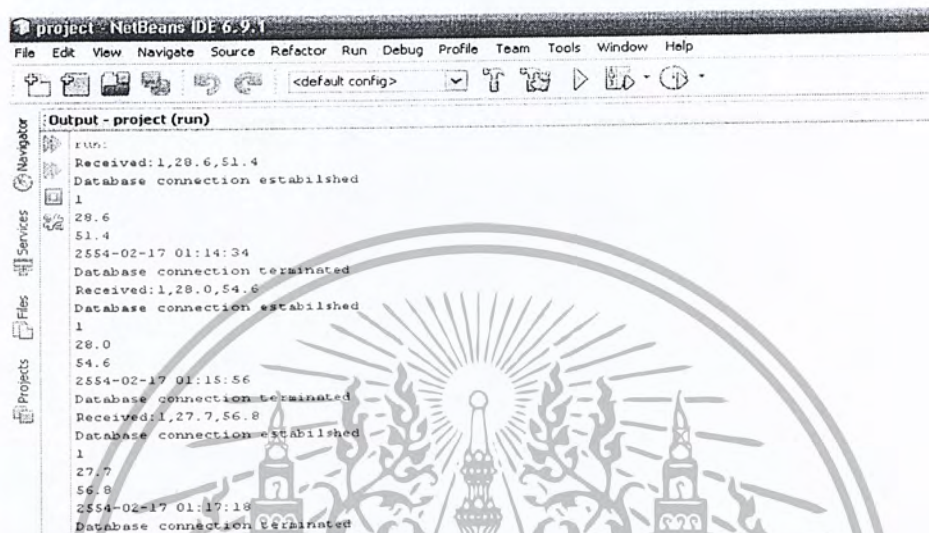 project - NetBeans IDE 6.9.1
File Edit View Navigate Source Refactor Run Debug Profile Team Tools Window Help
<default config>
Output - project (run)
Navigator
Services
Files
Projects
run:
Received:1,28.6,51.4
Database connection estabilshed
1
28.6
51.4
2554-02-17 01:14:34
Database connection terminated
Received:1,28.0,54.6
Database connection estabilshed
1
28.0
54.6
2554-02-17 01:15:56
Database connection terminated
Received:1,27.7,56.8
Database connection estabilshed
1
27.7
56.8
2554-02-17 01:17:18
Database connection terminated